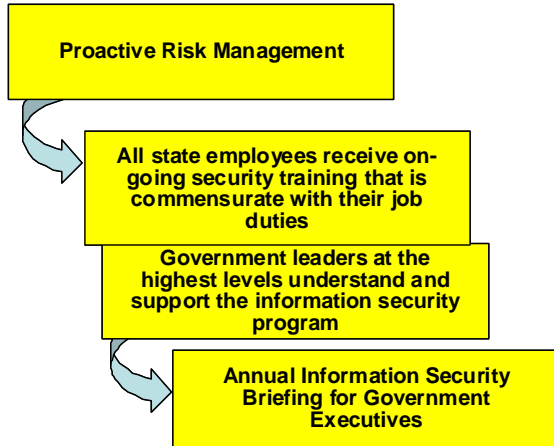 Proactive Risk Management
All state employees receive on-
going security training that is
commensurate with their job
duties
Government leaders at the
highest levels understand and
support the information security
program
Annual Information Security
Briefing for Government
Executives